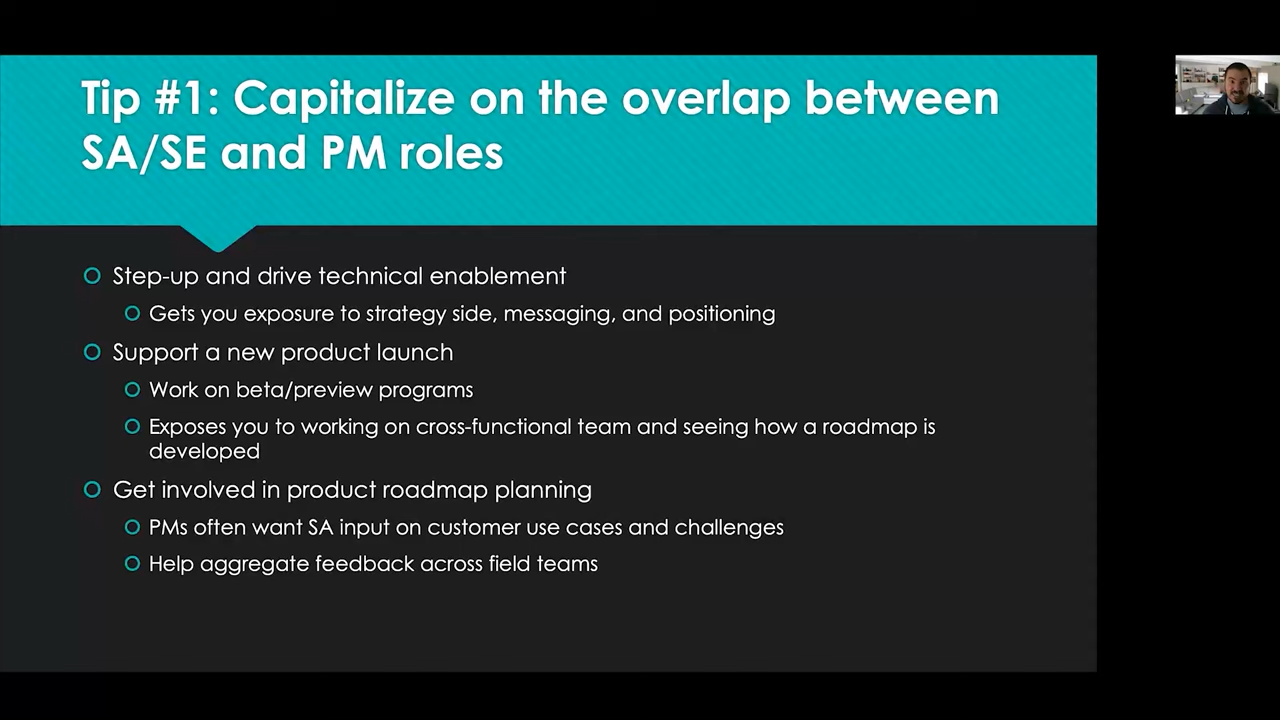 Tip #1: Capitalize on the overlap between
SA/SE and PM roles
Step-up and drive technical enablement
Gets you exposure to strategy side, messaging, and positioning
Support a new product launch
Work on beta/preview programs
Exposes you to working on cross-functional team and seeing how a roadmap is
developed
Get involved in product roadmap planning
PMs often want SA input on customer use cases and challenges
Help aggregate feedback across field teams